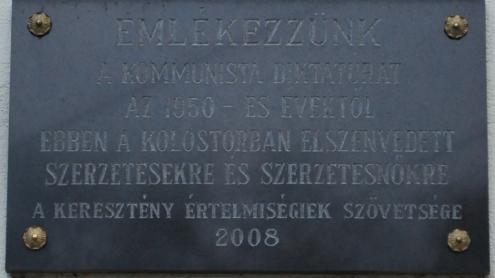 EMLÉKEZZÜNK
A KOMMUNISTA DIKTATÚRÁT
AZ 1950-ES ÉVEKTŐL
EBBEN A KOLOSTORBAN ELSZENVEDETT
SZERZETESEKRE ÉS SZERZETESNŐKRE
A KERESZTÉNY ÉRTELMISÉGIEK SZÖVETSÉGE
2008